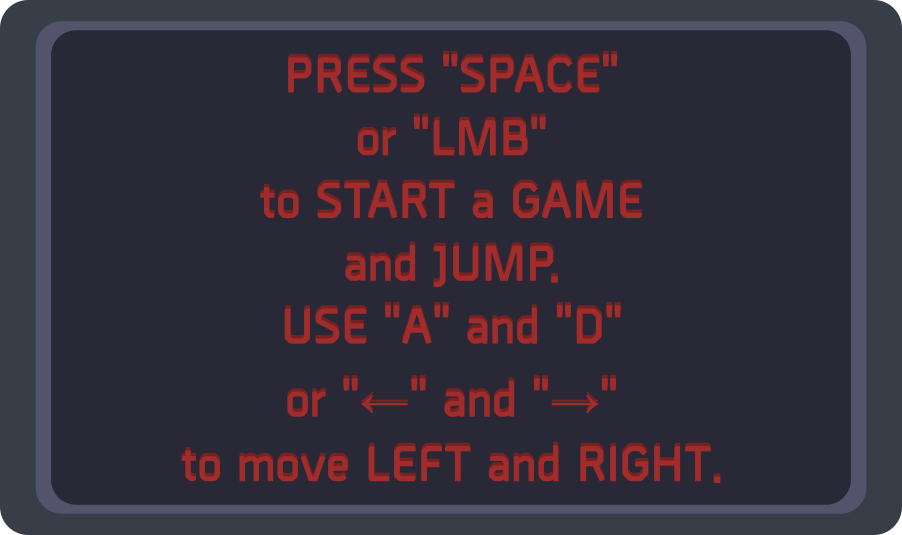 PRESS "SPACE"
or "LMB"
to START a GAME
and JUMP.
USE "A" and "D"
or "←" and "→"
to move LEFT and RIGHT.